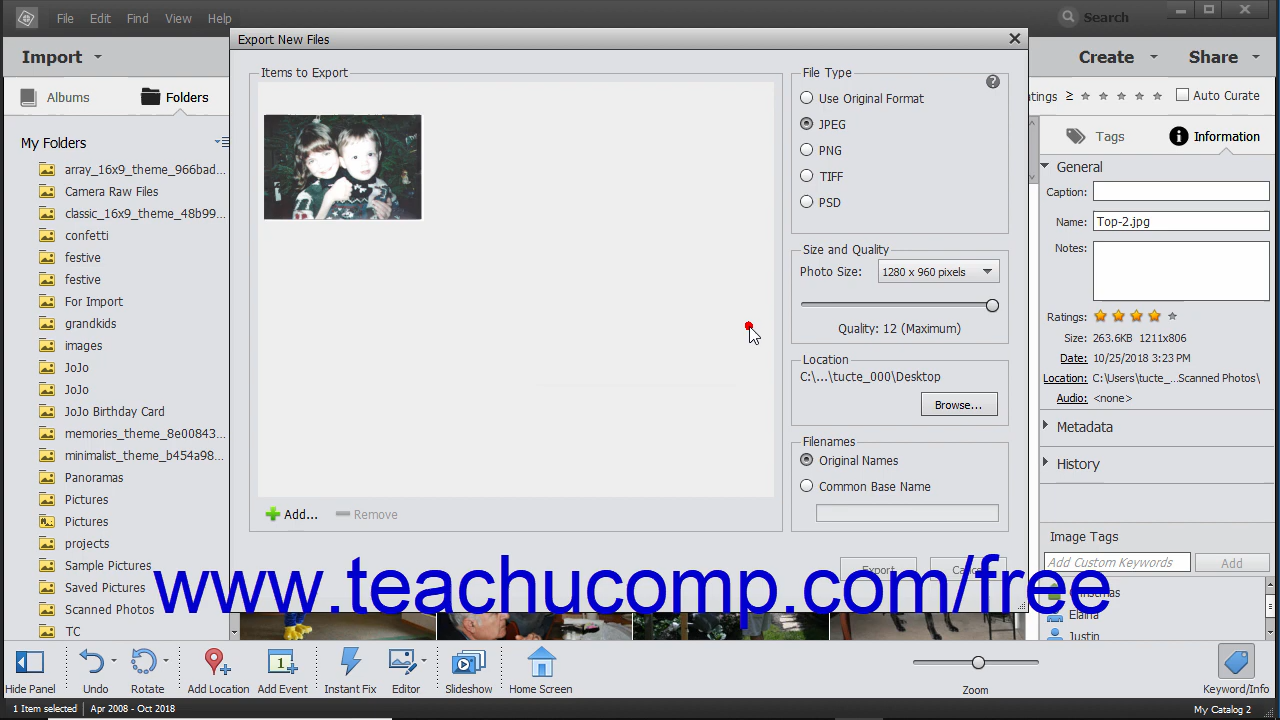 File Edit Find View Help
Search
Export New Files
Import
Create
Share
Items to Export
File Type
Albums
Folders
Use Original Format
tings ≥
Auto Curate
JPEG
PNG
TIFF
PSD
Tags
Information
My Folders
General
array_16x9_theme_966bad...
Camera Raw Files
classic_16x9_theme_48b99...
confetti
festive
festive
For Import
grandkids
images
JoJo
JoJo
JoJo Birthday Card
memories_theme_8e00843...
minimalist_theme_b454a98...
Panoramas
Pictures
Pictures
projects
Sample Pictures
Saved Pictures
Scanned Photos
TC
Size and Quality
Photo Size: 1280 x 960 pixels
Quality: 12 (Maximum)
Location
C:\...\tucte_000\Desktop
Browse...
Filenames
Original Names
Common Base Name
Add...
Remove
Export
Cancel
Caption:
Name: Top-2.jpg
Notes:
Ratings:
Size: 263.6KB 1211x806
Date: 10/25/2018 3:23 PM
Location: C:\Users\tucte_...Scanned Photos\
Audio: <none>
Metadata
History
Image Tags
Add Custom Keywords
Add
Christmas
Elaina
Justin
www.teachucomp.com/free
Hide Panel
Undo
Rotate
Add Location
Add Event
Instant Fix
Editor
Slideshow
Home Screen
Zoom
Keyword/Info
1 Item selected
Apr 2008 - Oct 2018
My Catalog 2